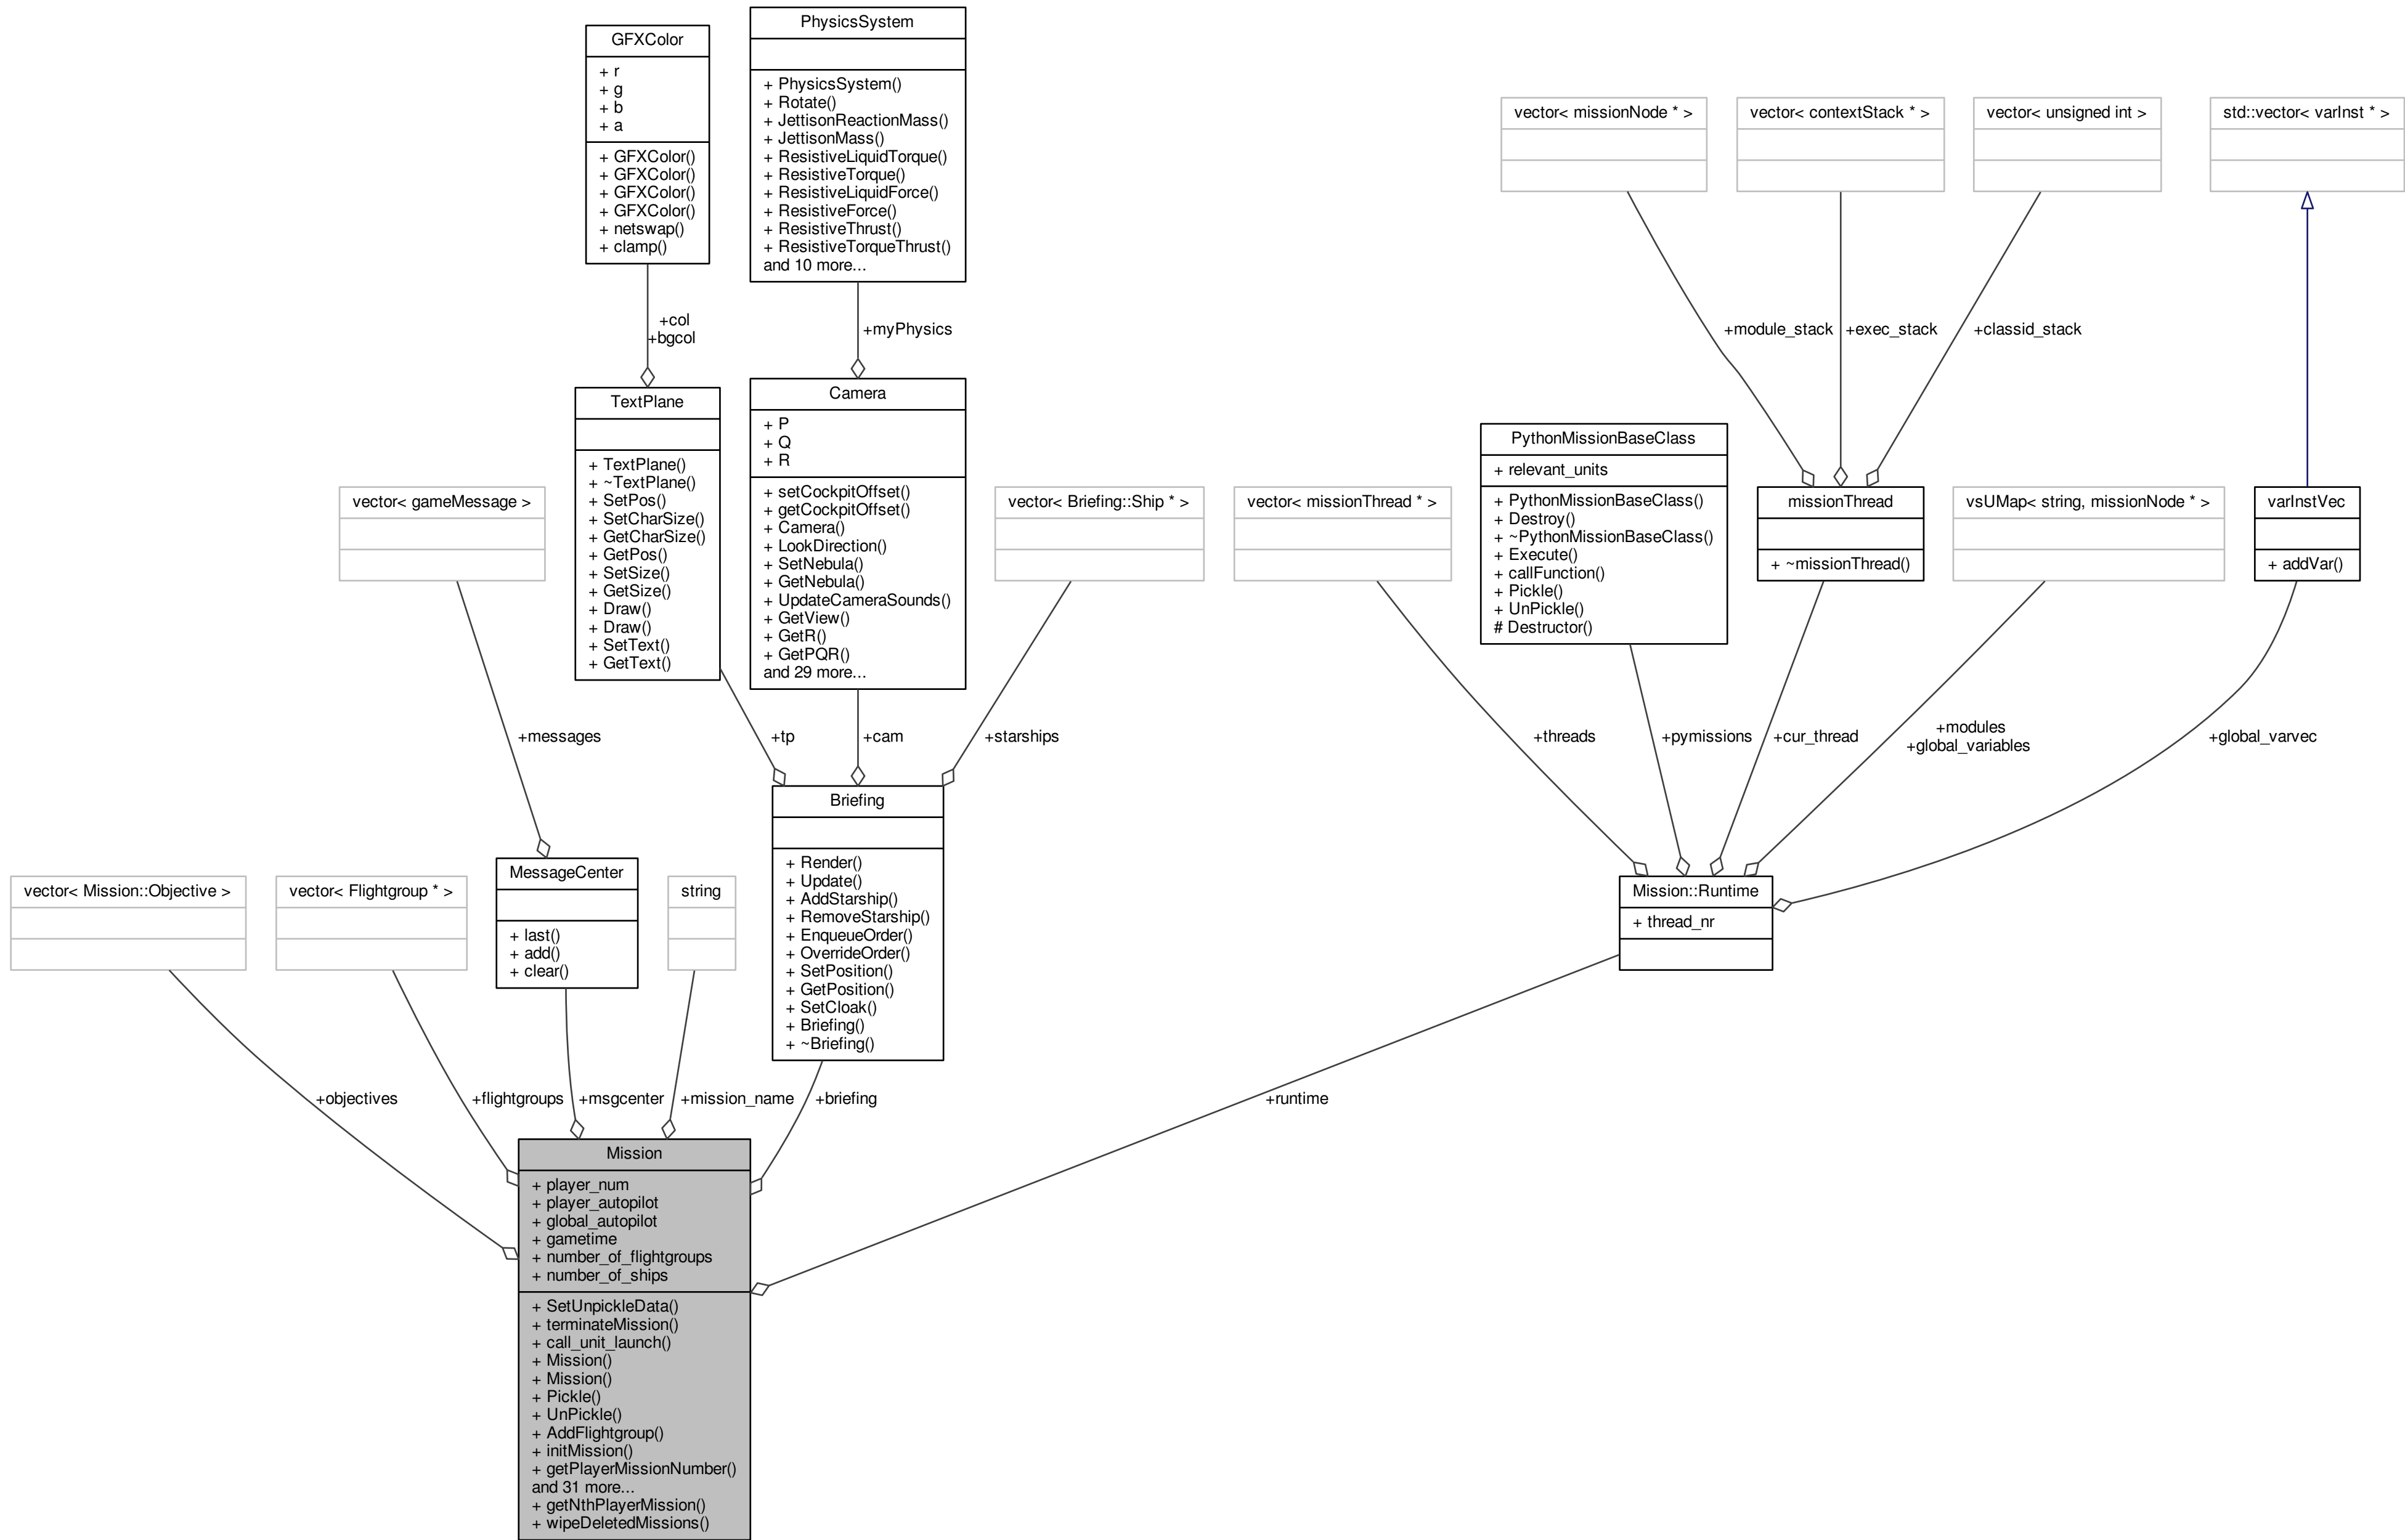 PhysicsSystem
+ PhysicsSystem()
+ Rotate()
+ JettisonReactionMass()
+ JettisonMass()
+ ResistiveLiquidTorque()
+ ResistiveTorque()
+ ResistiveLiquidForce()
+ ResistiveForce()
+ ResistiveThrust()
+ ResistiveTorqueThrust()
and 10 more...
GFXColor
+ r
+ g
+ b
+ a
+ GFXColor()
+ GFXColor()
+ GFXColor()
+ GFXColor()
+ netswap()
+ clamp()
vector< missionNode * >
vector< contextStack * >
vector< unsigned int >
std::vector< varInst * >
+col
+bgcol
+myPhysics
+module_stack
+exec_stack
+classid_stack
TextPlane
+ TextPlane()
+ ~TextPlane()
+ SetPos()
+ SetCharSize()
+ GetCharSize()
+ GetPos()
+ SetSize()
+ GetSize()
+ Draw()
+ Draw()
+ SetText()
+ GetText()
Camera
+ P
+ Q
+ R
+ setCockpitOffset()
+ getCockpitOffset()
+ Camera()
+ LookDirection()
+ SetNebula()
+ GetNebula()
+ UpdateCameraSounds()
+ GetView()
+ GetR()
+ GetPQR()
and 29 more...
PythonMissionBaseClass
+ relevant_units
+ PythonMissionBaseClass()
+ Destroy()
+ ~PythonMissionBaseClass()
+ Execute()
+ callFunction()
+ Pickle()
+ UnPickle()
# Destructor()
vector< gameMessage >
vector< Briefing::Ship * >
vector< missionThread * >
missionThread
+ ~missionThread()
vsUMap< string, missionNode * >
varInstVec
+ addVar()
+messages
+tp
+cam
+starships
+threads
+pymissions
+cur_thread
+modules
+global_variables
+global_varvec
Briefing
+ Render()
+ Update()
+ AddStarship()
+ RemoveStarship()
+ EnqueueOrder()
+ OverrideOrder()
+ SetPosition()
+ GetPosition()
+ SetCloak()
+ Briefing()
+ ~Briefing()
MessageCenter
+ last()
+ add()
+ clear()
vector< Mission::Objective >
vector< Flightgroup * >
string
Mission::Runtime
+ thread_nr
+objectives
+flightgroups
+msgcenter
+mission_name
+briefing
+runtime
Mission
+ player_num
+ player_autopilot
+ global_autopilot
+ gametime
+ number_of_flightgroups
+ number_of_ships
+ SetUnpickleData()
+ terminateMission()
+ call_unit_launch()
+ Mission()
+ Mission()
+ Pickle()
+ UnPickle()
+ AddFlightgroup()
+ initMission()
+ getPlayerMissionNumber()
and 31 more...
+ getNthPlayerMission()
+ wipeDeletedMissions()